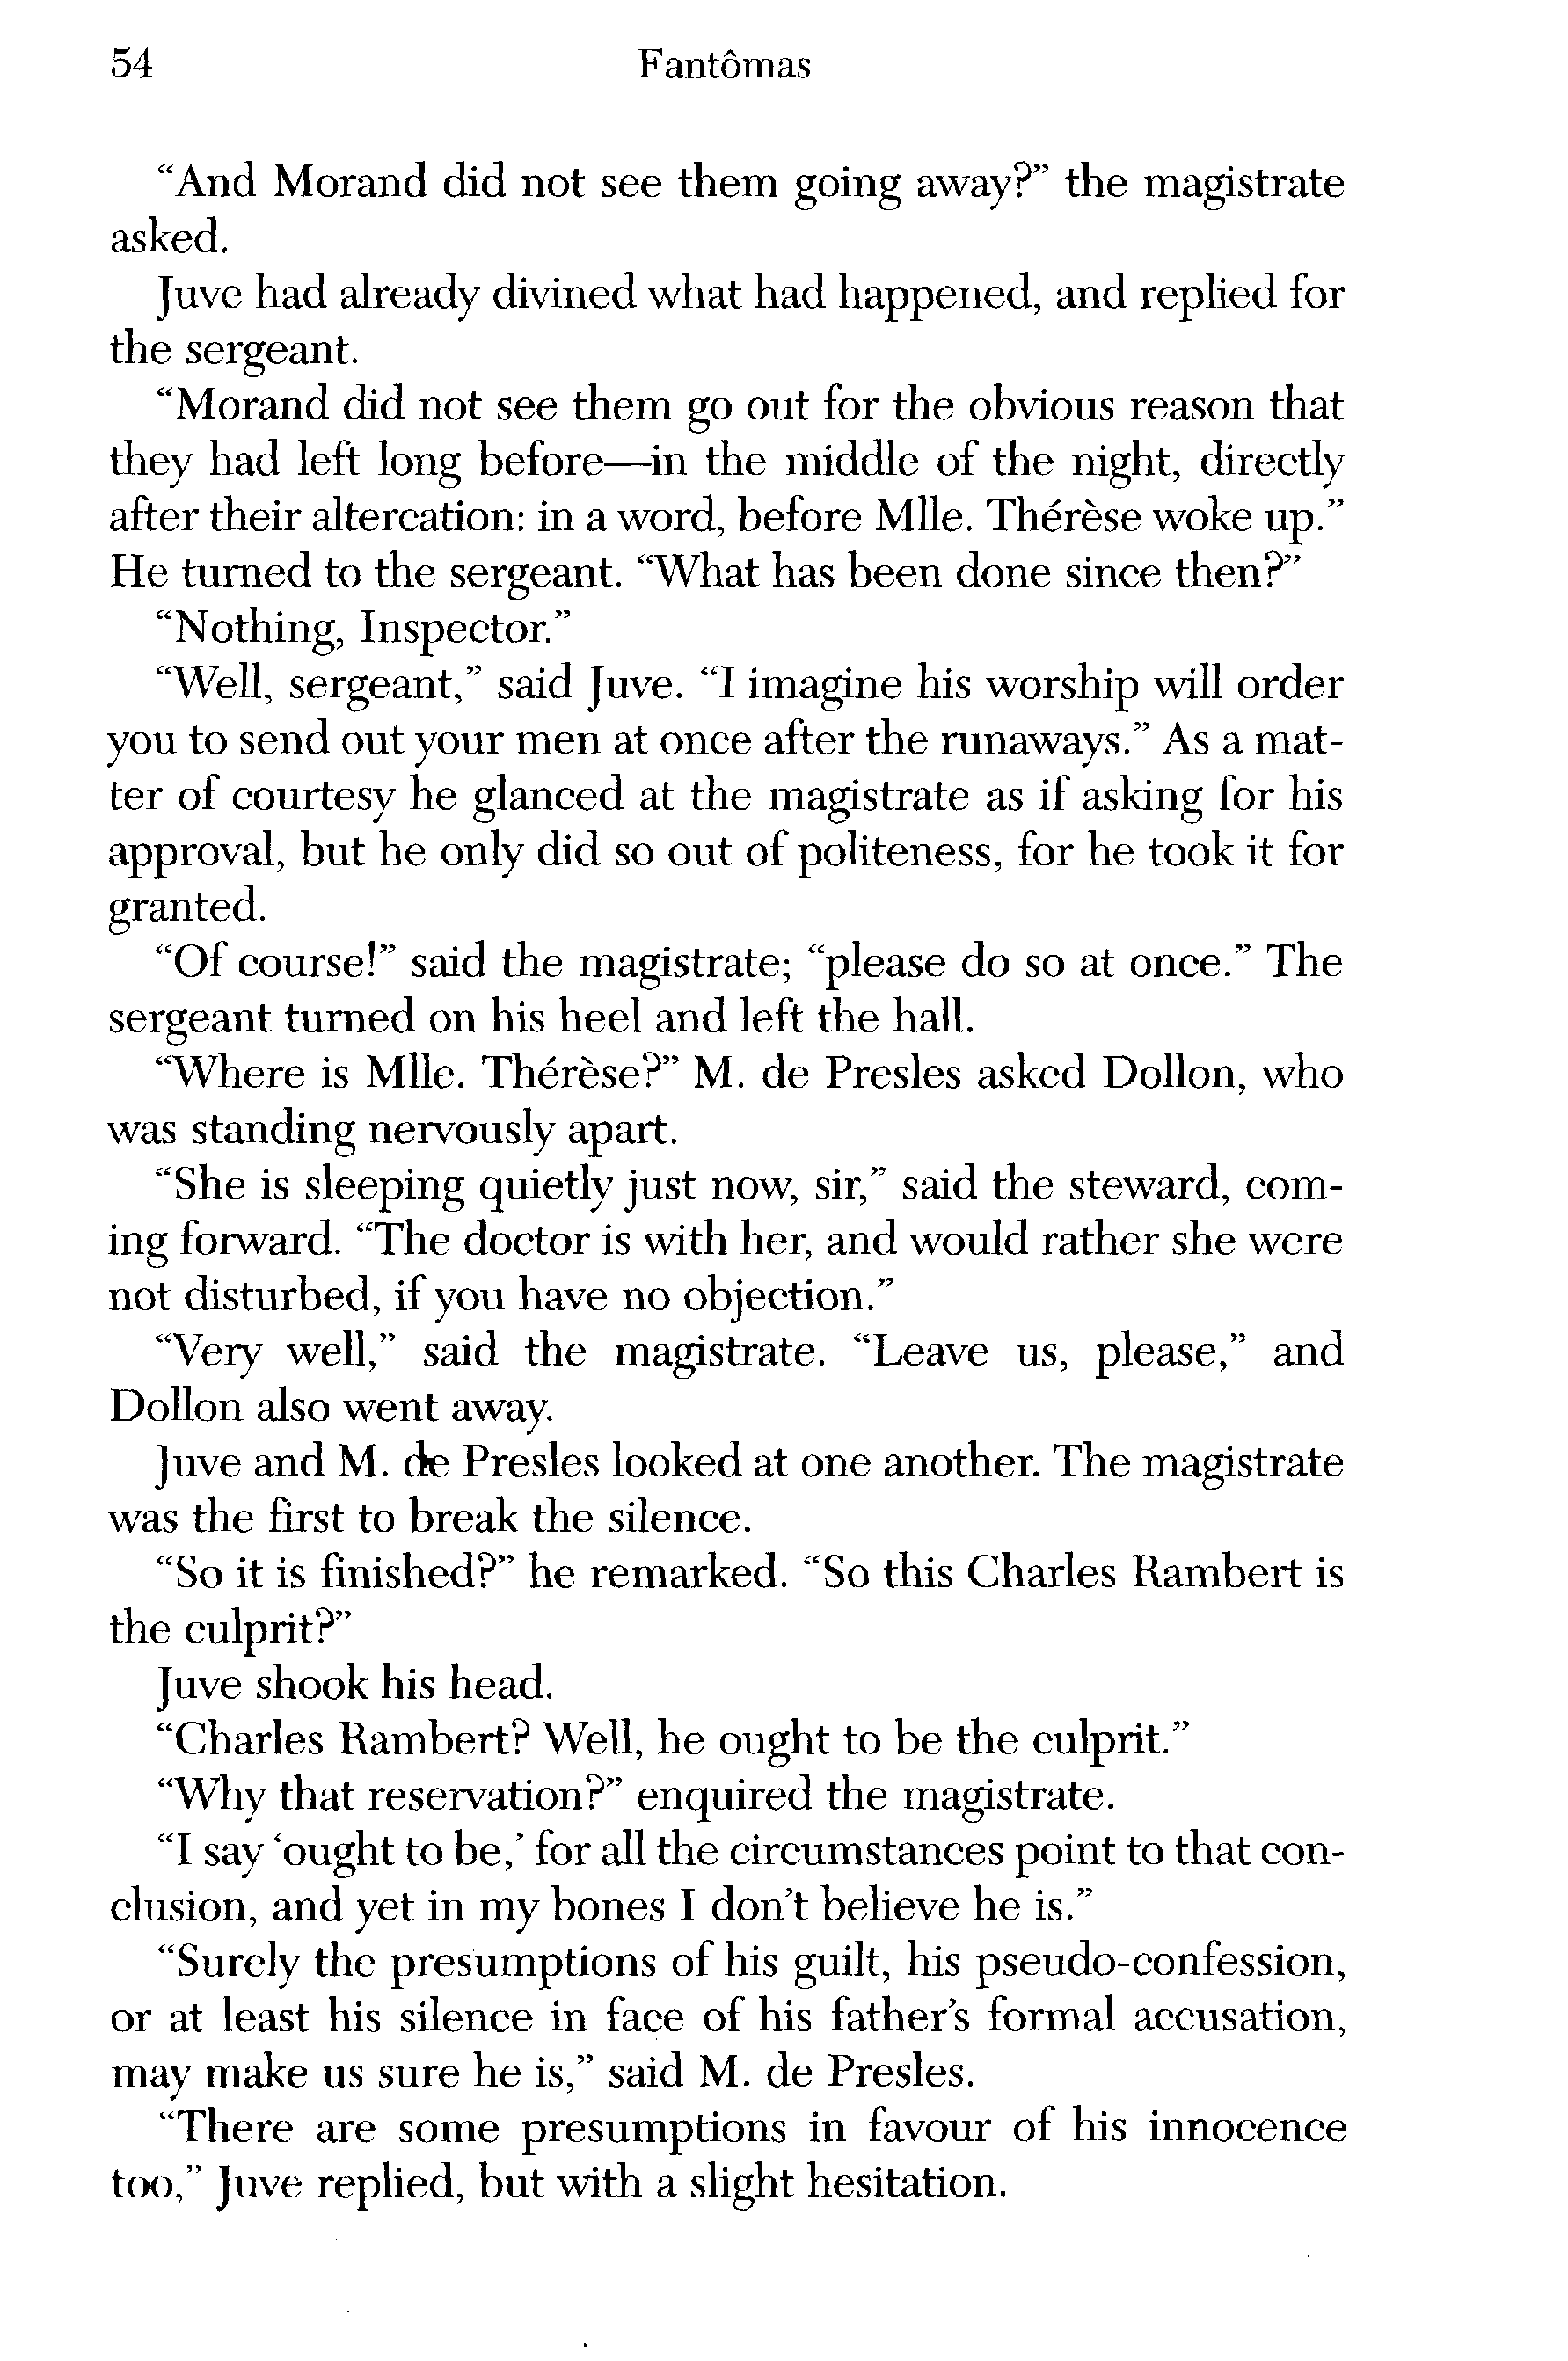 54 Fantômas
“And Morand did not see them going away?” the magistrate
asked.
Juve had already divined what had happened, and replied for
the sergeant.
“Morand did not see them go out for the obvious reason that
they had left long before—in the middle of the night, directly
after their altercation: in a word, before Mlle. Thérèse woke up.”
He turned to the sergeant. “What has been done since then?”
“Nothing, Inspector.”
“Well, sergeant,” said Juve. “I imagine his worship will order
you to send out your men at once after the runaways.” As a mat-
ter of courtesy he glanced at the magistrate as if asking for his
approval, but he only did so out of politeness, for he took it for
granted.
“Of course!” said the magistrate; “please do so at once.” The
sergeant turned on his heel and left the hall.
“Where is Mlle. Thérèse?” M. de Presles asked Dollon, who
was standing nervously apart.
“She is sleeping quietly just now, sir,” said the steward, com-
ing forward. “The doctor is with her, and would rather she were
not disturbed, if you have no objection.”
“Very well,” said the magistrate. “Leave us, please,” and
Dollon also went away.
Juve and M. de Presles looked at one another. The magistrate
was the first to break the silence.
“So it is finished?” he remarked. “So this Charles Rambert is
the culprit?”
Juve shook his head.
“Charles Rambert? Well, he ought to be the culprit.”
“Why that reservation?” enquired the magistrate.
“I say ‘ought to be,’ for all the circumstances point to that con-
clusion, and yet in my bones I don’t believe he is.”
“Surely the presumptions of his guilt, his pseudo-confession,
or at least his silence in face of his father’s formal accusation,
may make us sure he is,” said M. de Presles.
“There are some presumptions in favour of his innocence
too,” Juve replied, but with a slight hesitation.